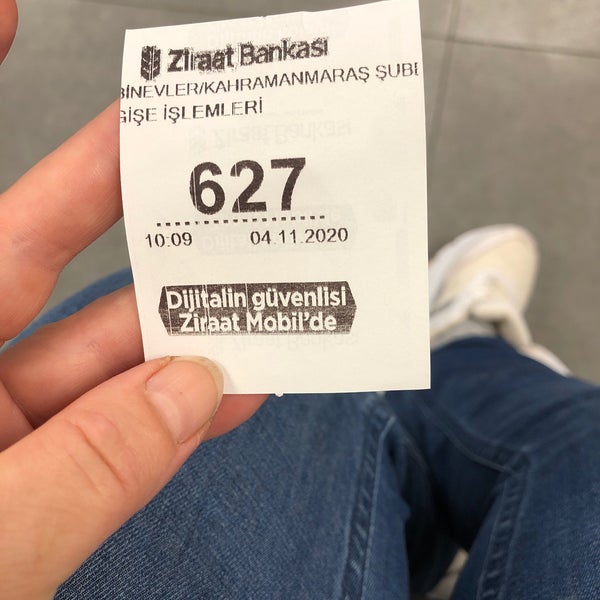 Ziraat Bankası
BİNEVLER/KAHRAMANMARAŞ ŞUBE
GİŞE İŞLEMLERİ
627
10:09 04.11.2020
Dijitalin güvenlisi
Ziraat Mobil'de